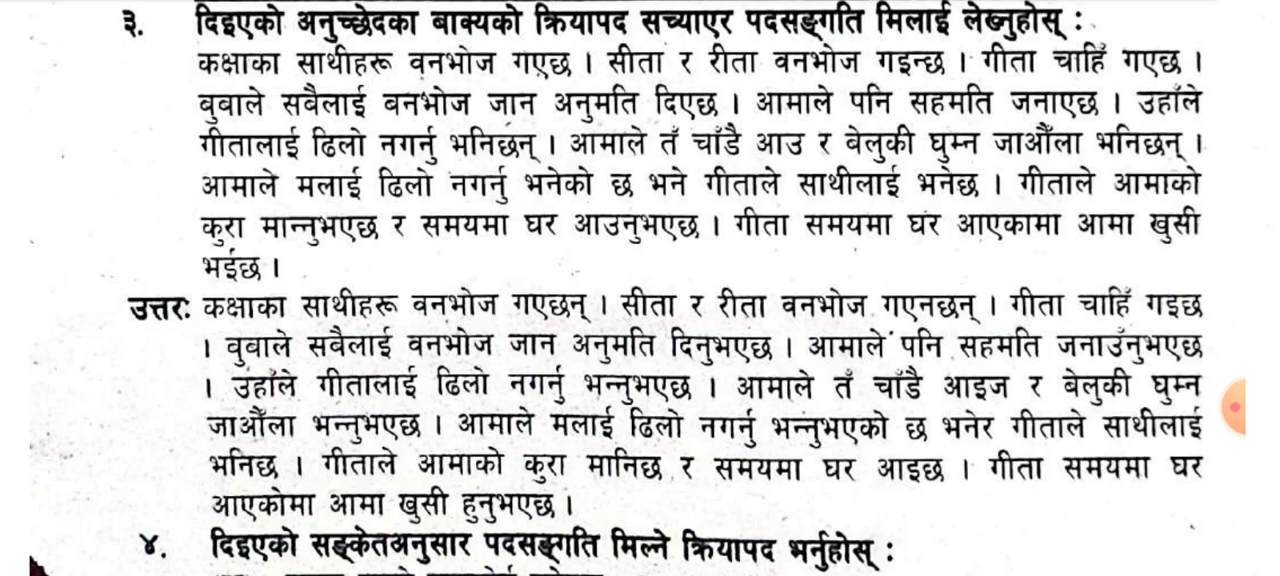 ३. दिइएको अनुच्छेदका बाक्यको क्रियापद सच्याएर पदसङ्गति मिलाई लेख्नुहोस् :
कक्षाका साथीहरू वनभोज गएछ । सीता र रीता वनभोज गइन्छ । गीता चाहिँ गएछ ।
बुवाले सबैलाई वनभोज जान अनुमति दिएछ । आमाले पनि सहमति जनाएछ । उहाँले
गीतालाई ढिलो नगर्नु भनिछन् । आमाले तँ चाँडै आउ र बेलुकी घुम्न जाऔँला भनिछन् ।
आमाले मलाई ढिलो नगर्नु भनेको छ भने गीताले साथीलाई भनेछ । गीताले आमाको
कुरा मान्नुभएछ र समयमा घर आउनुभएछ । गीता समयमा घर आएकामा आमा खुसी
भईछ ।
उत्तर: कक्षाका साथीहरू वनभोज गएछन् । सीता र रीता वनभोज गएनछन् । गीता चाहिँ गइछ
। बुवाले सबैलाई वनभोज जान अनुमति दिनुभएछ । आमाले पनि सहमति जनाउँनुभएछ
। उहाँले गीतालाई ढिलो नगर्नु भन्नुभएछ । आमाले तँ चाँडै आइज र बेलुकी घुम्न
जाऔँला भन्नुभएछ । आमाले मलाई ढिलो नगर्नु भन्नुभएको छ भनेर गीताले साथीलाई
भनिछ । गीताले आमाको कुरा मानिछ र समयमा घर आइछ । गीता समयमा घर
आएकोमा आमा खुसी हुनुभएछ ।
४. दिइएको सङ्केतअनुसार पदसङ्गति मिल्ने क्रियापद भर्नुहोस् :